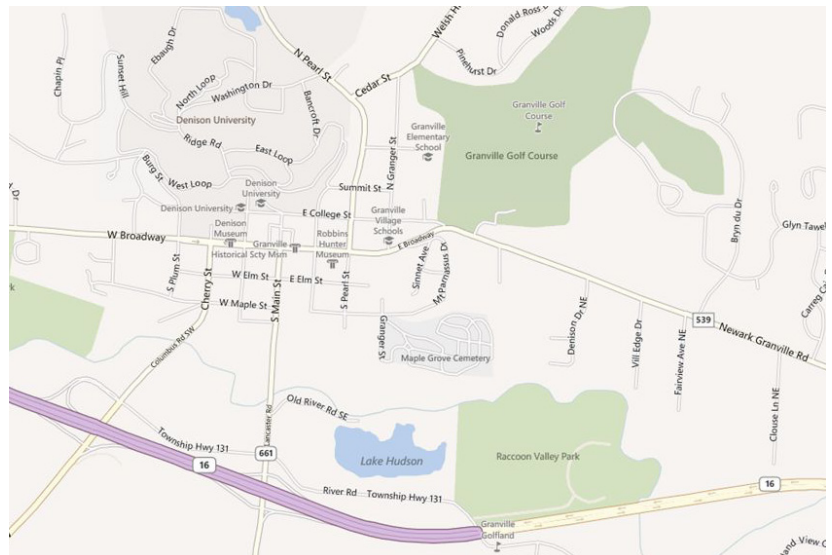 Donald Ross Dr
Welsh Hi
Woods Dr
Ebaugh Dr
N Pearl St
Pinehurst Dr
Chapin Pl
Sunset Hill
North Loop
Washington Dr
Cedar St
Bancroft Dr
Denison University
Granville Golf
Course
Granville
Elementary
School
Granville Golf Course
Ridge Rd
East Loop
N Granger St
Burg St
West Loop
Denison
University
Summit St
y Dr
Denison University
E College St
Granville
Village
Schools
Bryn du Dr
Glyn Tawel
W Broadway
Denison
Museum
Granville
Historical Scty Msm
Robbins
Hunter
Museum
E Broadway
S Plum St
Cherry St
W Elm St
E Elm St
S Main St
S Pearl St
Sinnet Ave
Mt Parnassus Dr
rk
W Maple St
Granger St
Maple Grove Cemetery
Denison Dr NE
Vill Edge Dr
Fairview Ave NE
539
Newark Granville Rd
Columbus Rd SW
Clouse Ln NE
Old River Rd SE
Lancaster Rd
Township Hwy 131
661
16
Lake Hudson
Raccoon Valley Park
River Rd
Township Hwy 131
16
Granville
Golfland
and View C